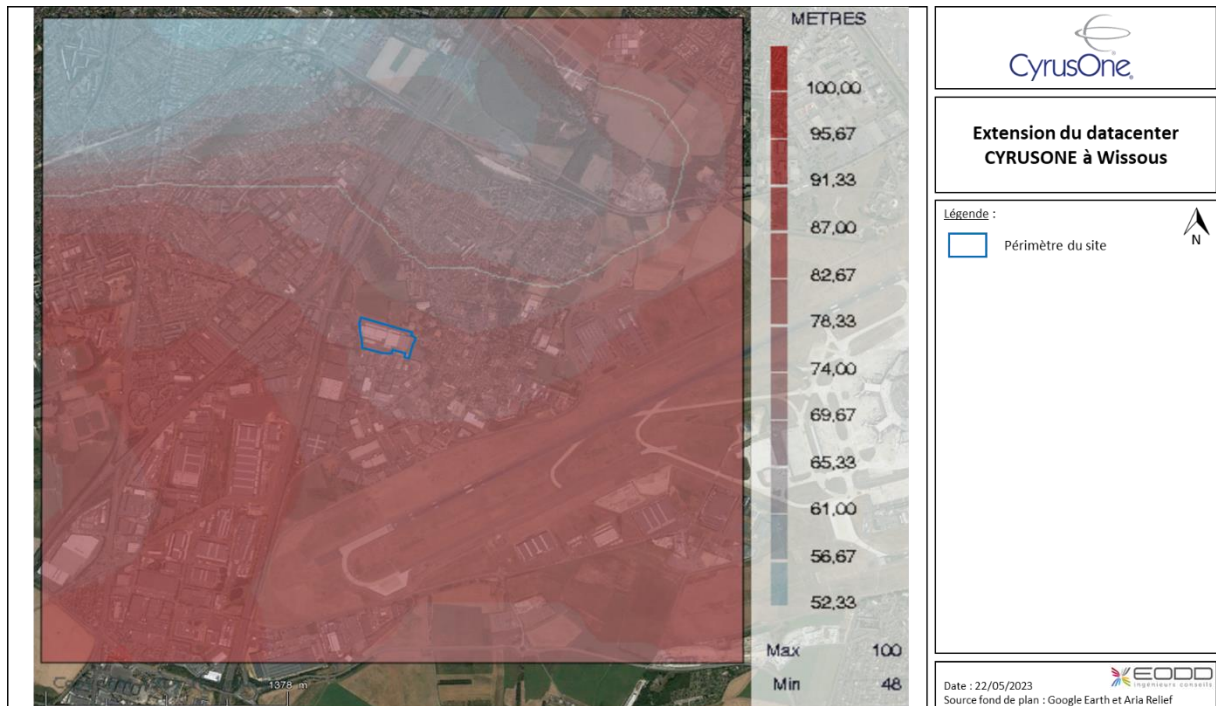 METRES
100,00
95,67
91,33
87,00
82,67
78,33
74,00
69,67
65,33
61,00
56,67
52,33
Max 100
Min 48
1378 m
CyrusOne
Extension du datacenter
CYRUSONE à Wissous
Légende :
Périmètre du site
N
EODD
ingénieurs conseils
Date : 22/05/2023
Source fond de plan : Google Earth et Aria Relief